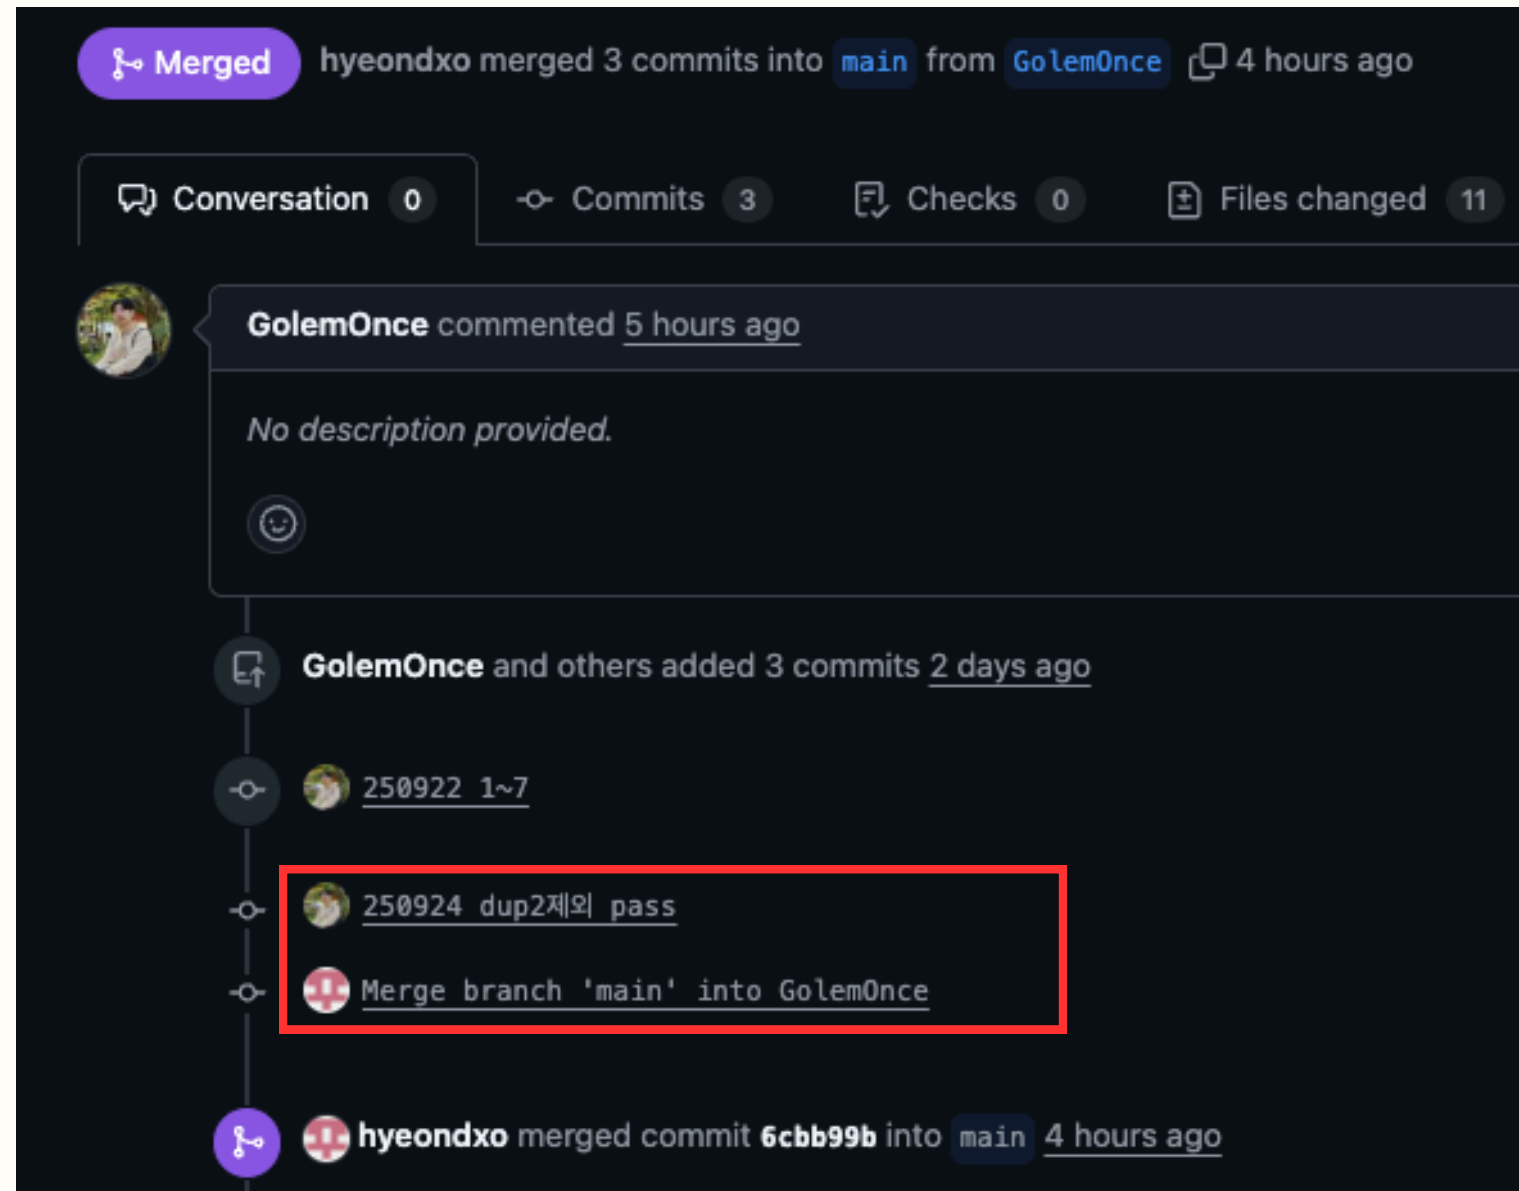 Merged hyeondxo merged 3 commits into main from GolemOnce 4 hours ago
Conversation 0 Commits 3 Checks 0 Files changed 11
GolemOnce commented 5 hours ago
No description provided.
GolemOnce and others added 3 commits 2 days ago
250922 1~7
250924 dup2제외 pass
Merge branch 'main' into GolemOnce
hyeondxo merged commit 6cbb99b into main 4 hours ago